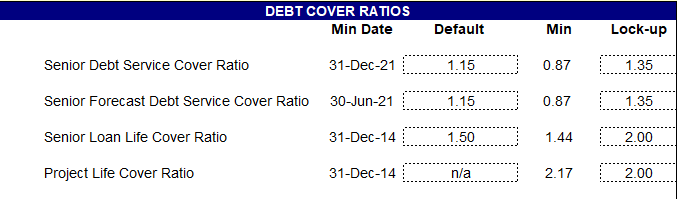 DEBT COVER RATIOS
Min Date Default Min Lock-up
Senior Debt Service Cover Ratio 31-Dec-21 1.15 0.87 1.35
Senior Forecast Debt Service Cover Ratio 30-Jun-21 1.15 0.87 1.35
Senior Loan Life Cover Ratio 31-Dec-14 1.50 1.44 2.00
Project Life Cover Ratio 31-Dec-14 n/a 2.17 2.00